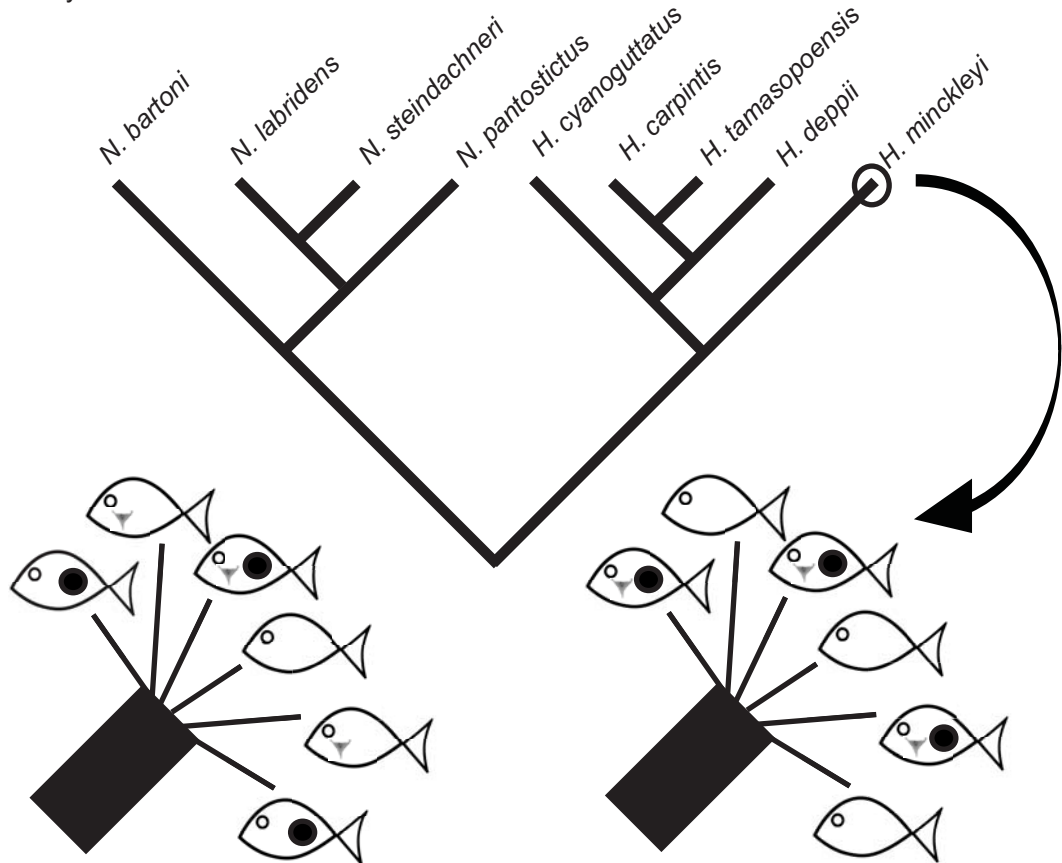 N. bartoni
N. labridens
N. steindachneri
N. pantostictus
H. cyanoguttatus
H. carpintis
H. tamasopoensis
H. deppii
H. minckleyi